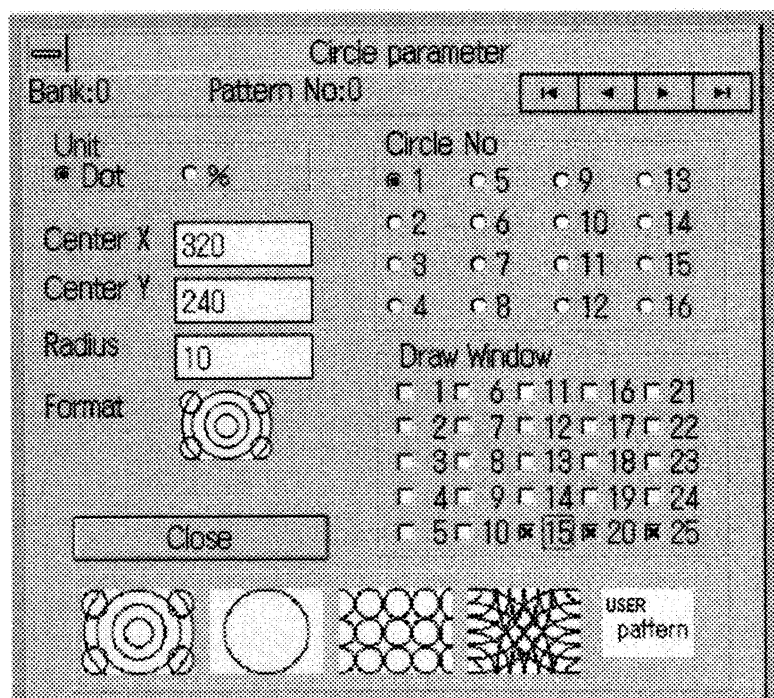 Circle parameter
Bank:0 Pattern No:0
Unit
Dot %
Center X 320
Center Y 240
Radius 10
Format
Close
Circle No
1 5 9 13
2 6 10 14
3 7 11 15
4 8 12 16
Draw Window
1 6 11 16 21
2 7 12 17 22
3 8 13 18 23
4 9 14 19 24
5 10 15 20 25
USER
pattern